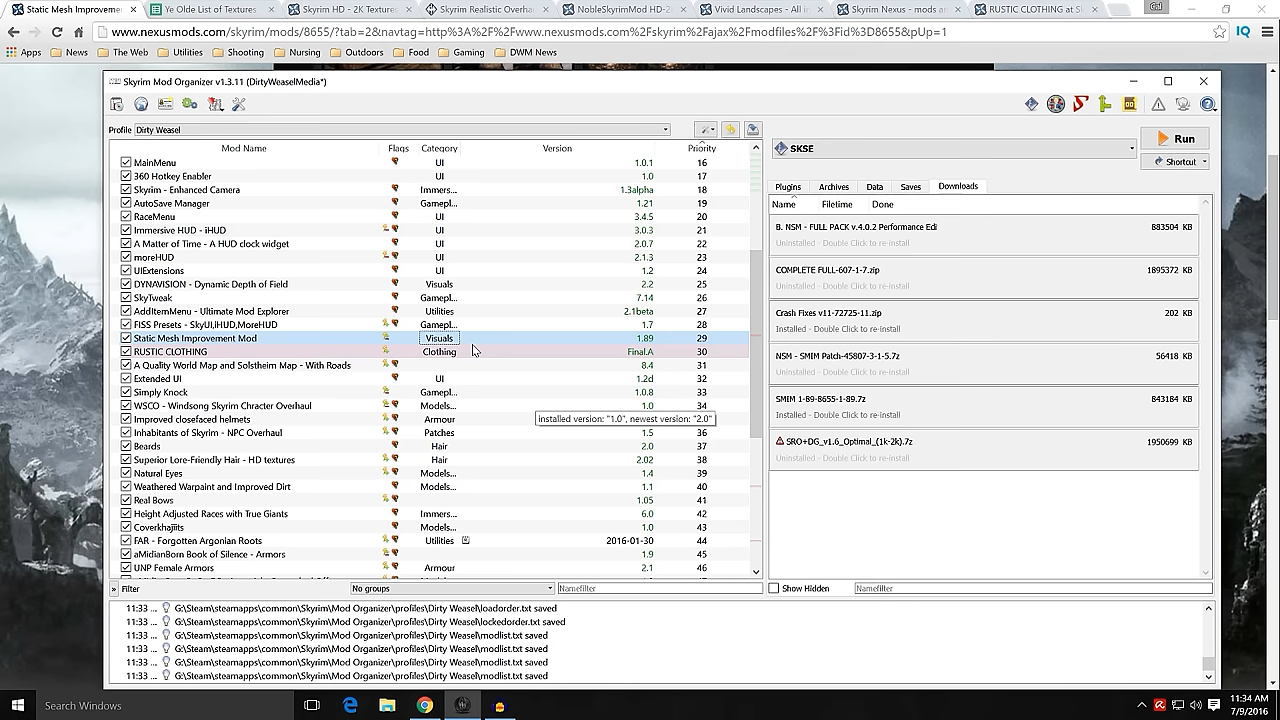 Static Mesh Improvemen
Ye Olde List of Textures
Skyrim HD - 2K Textures
Skyrim Realistic Overha
NobleSkyrimMod HD-2
Vivid Landscapes - All i
Skyrim Nexus - mods a
RUSTIC CLOTHING at S
www.nexusmods.com/skyrim/mods/8655/?tab=2&navtag=http%3A%2F%2Fwww.nexusmods.com%2Fskyrim%2Fajax%2Fmodfiles%2F%3Fid%3D8655&pUp=1
IQ
Apps News The Web Utilities Shooting Nursing Outdoors Food Gaming DWM News
Skyrim Mod Organizer v1.3.11 (DirtyWeaselMedia*)
Profile Dirty Weasel
Mod Name Flags Category Version Priority
MainMenu UI 1.0.1 16
360 Hotkey Enabler UI 1.0 17
Skyrim - Enhanced Camera Immers... 1.3alpha 18
AutoSave Manager Gamepl... 1.21 19
RaceMenu UI 3.4.5 20
Immersive HUD - iHUD UI 3.0.3 21
A Matter of Time - A HUD clock widget UI 2.0.7 22
moreHUD UI 2.1.3 23
UIExtensions UI 1.2 24
DYNAVISION - Dynamic Depth of Field Visuals 2.2 25
SkyTweak Gamepl... 7.14 26
AddItemMenu - Ultimate Mod Explorer Utilities 2.1beta 27
FISS Presets - SkyUI,iHUD,MoreHUD Gamepl... 1.7 28
Static Mesh Improvement Mod Visuals 1.89 29
RUSTIC CLOTHING Clothing Final.A 30
A Quality World Map and Solstheim Map - With Roads 8.4 31
Extended UI UI 1.2d 32
Simply Knock Gamepl... 1.0.8 33
WSCO - Windsong Skyrim Chracter Overhaul Models... 1.0 34
Improved closefaced helmets Armour
installed version: "1.0", newest version: "2.0"
Inhabitants of Skyrim - NPC Overhaul Patches 1.5 36
Beards Hair 2.0 37
Superior Lore-Friendly Hair - HD textures Hair 2.02 38
Natural Eyes Models... 1.4 39
Weathered Warpaint and Improved Dirt Models... 1.1 40
Real Bows 1.05 41
Height Adjusted Races with True Giants Immers... 6.0 42
Coverkhajiits Models... 1.0 43
FAR - Forgotten Argonian Roots Utilities 2016-01-30 44
aMidianBorn Book of Silence - Armors 1.9 45
UNP Female Armors Armour 2.1 46
» Filter No groups Namefilter
SKSE
Run
Shortcut
Plugins Archives Data Saves Downloads
Name Filetime Done
B. NSM - FULL PACK v.4.0.2 Performance Edi 883504 KB
Uninstalled - Double Click to re-install
COMPLETE FULL-607-1-7.zip 1895372 KB
Uninstalled - Double Click to re-install
Crash Fixes v11-72725-11.zip 202 KB
Installed - Double Click to re-install
NSM - SMIM Patch-45807-3-1-5.7z 56418 KB
Uninstalled - Double Click to re-install
SMIM 1-89-8655-1-89.7z 843184 KB
Installed - Double Click to re-install
SRO+DG_v1.6_Optimal_(1k-2k).7z 1950699 KB
Uninstalled - Double Click to re-install
Show Hidden Namefilter
11:33 ... G:\Steam\steamapps\common\Skyrim\Mod Organizer\profiles\Dirty Weasel\loadorder.txt saved
11:33 ... G:\Steam\steamapps\common\Skyrim\Mod Organizer\profiles\Dirty Weasel\lockedorder.txt saved
11:33 ... G:\Steam\steamapps\common\Skyrim\Mod Organizer\profiles\Dirty Weasel\modlist.txt saved
11:33 ... G:\Steam\steamapps\common\Skyrim\Mod Organizer\profiles\Dirty Weasel\modlist.txt saved
11:33 ... G:\Steam\steamapps\common\Skyrim\Mod Organizer\profiles\Dirty Weasel\modlist.txt saved
11:33 ... G:\Steam\steamapps\common\Skyrim\Mod Organizer\profiles\Dirty Weasel\modlist.txt saved
Search Windows
11:34 AM
7/9/2016